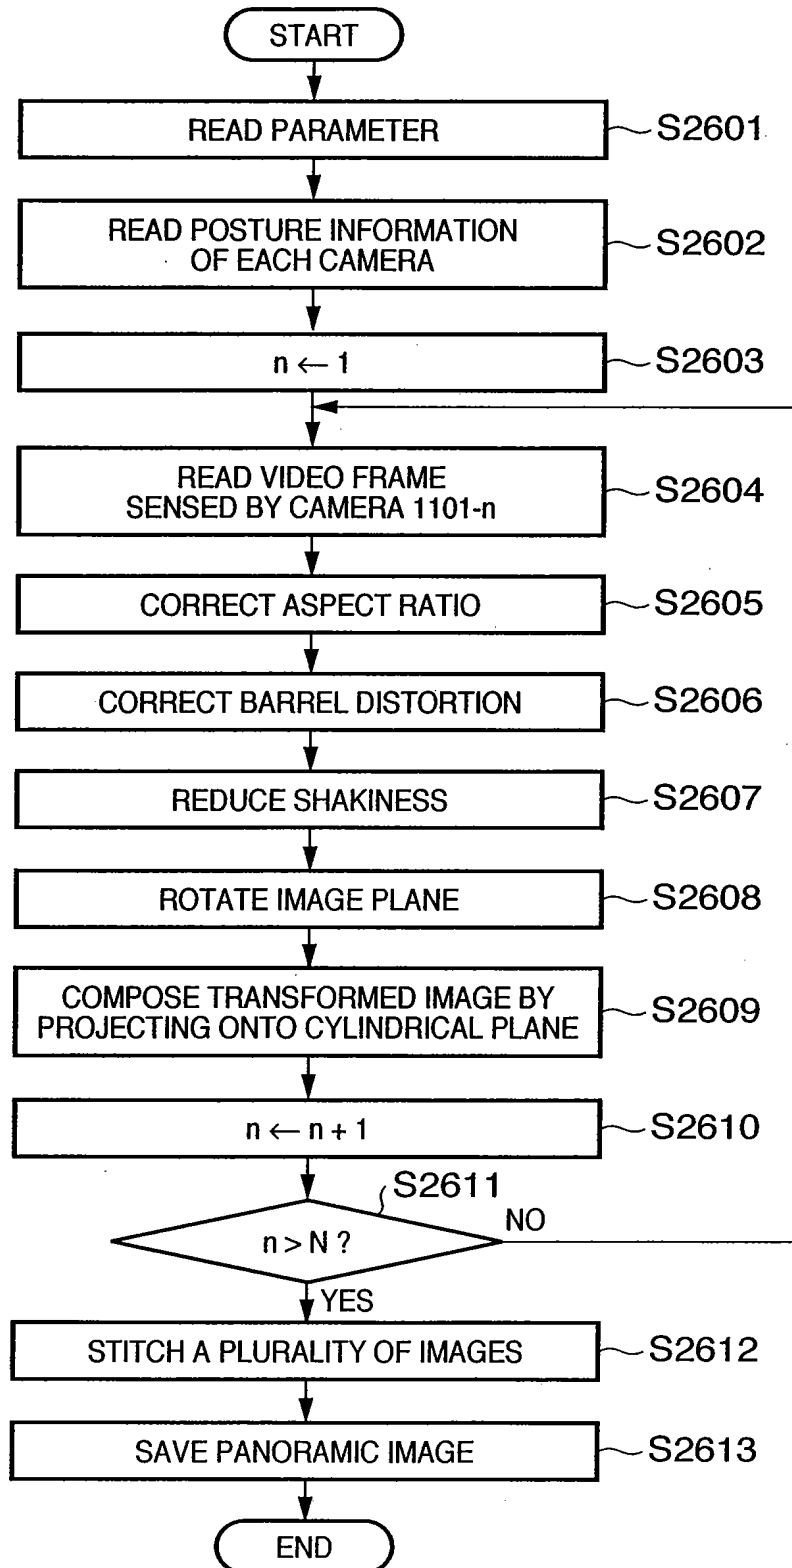 START
READ PARAMETER
S2601
READ POSTURE INFORMATION
OF EACH CAMERA
S2602
n ← 1
S2603
READ VIDEO FRAME
SENSED BY CAMERA 1101-n
S2604
CORRECT ASPECT RATIO
S2605
CORRECT BARREL DISTORTION
S2606
REDUCE SHAKINESS
S2607
ROTATE IMAGE PLANE
S2608
COMPOSE TRANSFORMED IMAGE BY
PROJECTING ONTO CYLINDRICAL PLANE
S2609
n ← n + 1
S2610
S2611
n > N ?
NO
YES
STITCH A PLURALITY OF IMAGES
S2612
SAVE PANORAMIC IMAGE
S2613
END